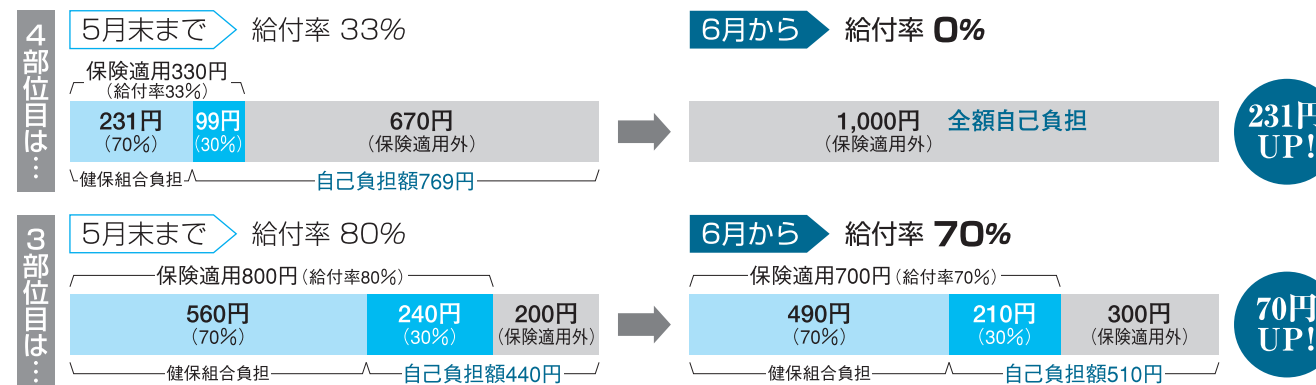 4部位目は…
5月末まで 給付率 33%
保険適用330円
(給付率33%)
231円
(70%)
99円
(30%)
670円
(保険適用外)
健保組合負担
自己負担額769円
6月から 給付率 0%
1,000円 全額自己負担
(保険適用外)
231円
UP!
3部位目は…
5月末まで 給付率 80%
保険適用800円(給付率80%)
560円
(70%)
240円
(30%)
200円
(保険適用外)
健保組合負担
自己負担額440円
6月から 給付率 70%
保険適用700円(給付率70%)
490円
(70%)
210円
(30%)
300円
(保険適用外)
健保組合負担
自己負担額510円
70円
UP!